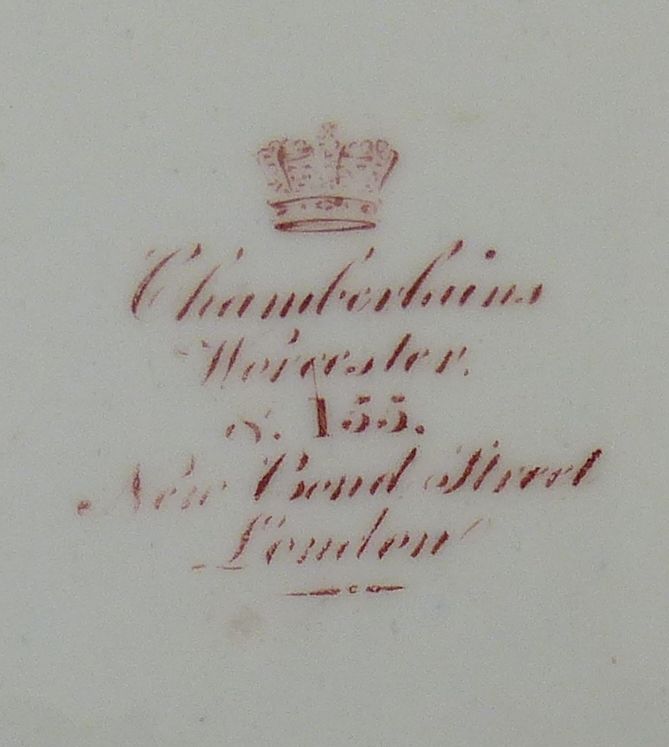 Chamberlains
Worcester.
&. 155.
New Bond Street
London